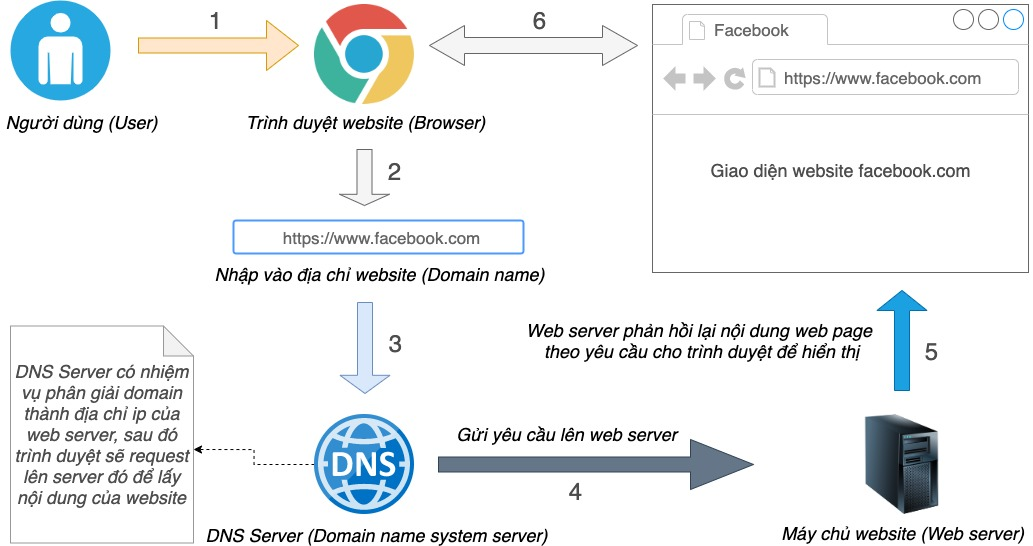 1
6
Facebook
https://www.facebook.com
Người dùng (User)
Trình duyệt website (Browser)
2
Giao diện website facebook.com
https://www.facebook.com
Nhập vào địa chỉ website (Domain name)
3
Web server phản hồi lại nội dung web page
theo yêu cầu cho trình duyệt để hiển thị
5
DNS Server có nhiệm
vụ phân giải domain
thành địa chỉ ip của
web server, sau đó
trình duyệt sẽ request
lên server đó để lấy
nội dung của website
DNS
Gửi yêu cầu lên web server
4
DNS Server (Domain name system server)
Máy chủ website (Web server)